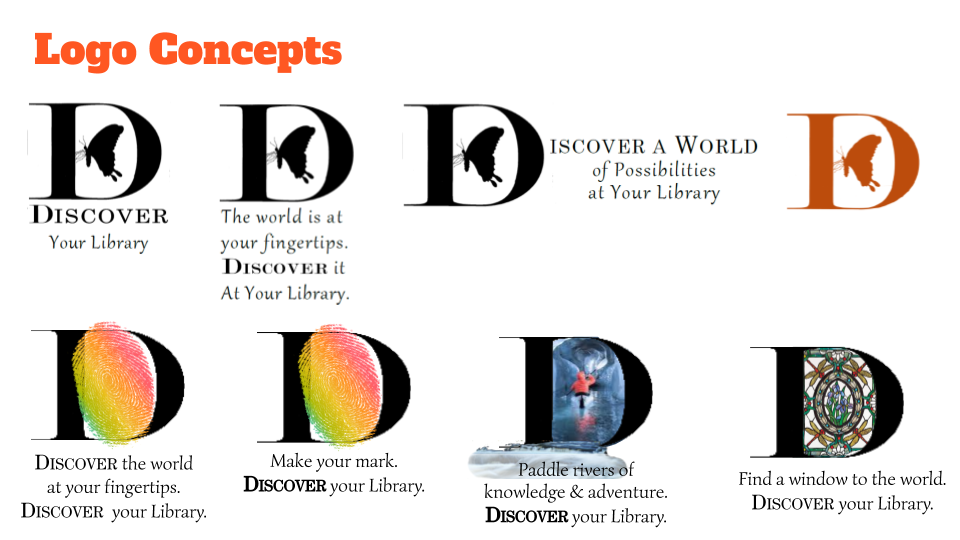 Logo Concepts
D
DISCOVER
Your Library
D
The world is at
your fingertips.
DISCOVER it
At Your Library.
DISCOVER A WORLD
of Possibilities
at Your Library
D
D
DISCOVER the world
at your fingertips.
DISCOVER your Library.
D
Make your mark.
DISCOVER your Library.
D
Paddle rivers of
knowledge & adventure.
DISCOVER your Library.
D
Find a window to the world.
DISCOVER your Library.